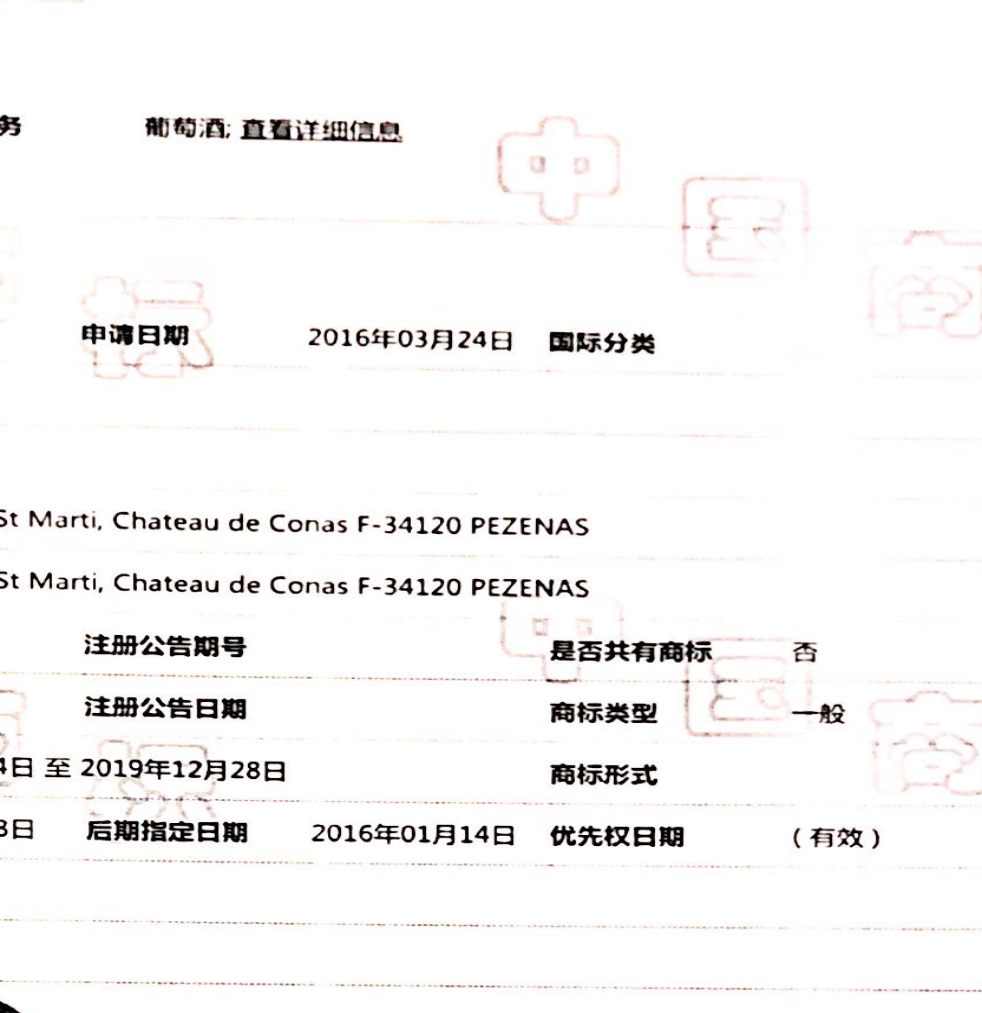 务 葡萄酒; 查看详细信息
申请日期 2016年03月24日 国际分类
St Marti, Chateau de Conas F-34120 PEZENAS
St Marti, Chateau de Conas F-34120 PEZENAS
注册公告期号 是否共有商标 否
注册公告日期 商标类型 一般
4日 至 2019年12月28日 商标形式
8日 后期指定日期 2016年01月14日 优先权日期 (有效)
中
国
商
标
中
国
商
标